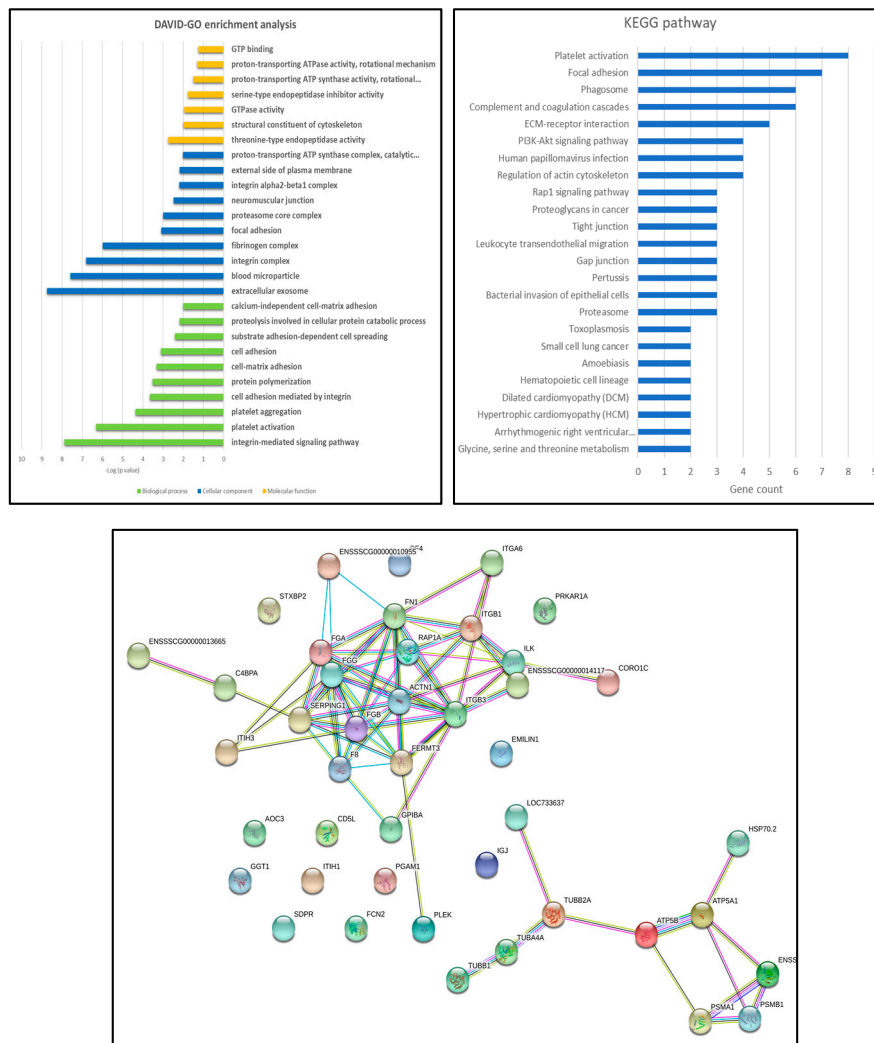 DAVID-GO enrichment analysis
GTP binding
proton-transporting ATPase activity, rotational mechanism
proton-transporting ATP synthase activity, rotational...
serine-type endopeptidase inhibitor activity
GTPase activity
structural constituent of cytoskeleton
threonine-type endopeptidase activity
proton-transporting ATP synthase complex, catalytic...
external side of plasma membrane
integrin alpha2-beta1 complex
neuromuscular junction
proteasome core complex
focal adhesion
fibrinogen complex
integrin complex
blood microparticle
extracellular exosome
calcium-independent cell-matrix adhesion
proteolysis involved in cellular protein catabolic process
substrate adhesion-dependent cell spreading
cell adhesion
cell-matrix adhesion
protein polymerization
cell adhesion mediated by integrin
platelet aggregation
platelet activation
integrin-mediated signaling pathway
10 9 8 7 6 5 4 3 2 1 0
-Log (p value)
Biological process Cellular component Molecular function
KEGG pathway
Platelet activation
Focal adhesion
Phagosome
Complement and coagulation cascades
ECM-receptor interaction
PI3K-Akt signaling pathway
Human papillomavirus infection
Regulation of actin cytoskeleton
Rap1 signaling pathway
Proteoglycans in cancer
Tight junction
Leukocyte transendothelial migration
Gap junction
Pertussis
Bacterial invasion of epithelial cells
Proteasome
Toxoplasmosis
Small cell lung cancer
Amoebiasis
Hematopoietic cell lineage
Dilated cardiomyopathy (DCM)
Hypertrophic cardiomyopathy (HCM)
Arrhythmogenic right ventricular...
Glycine, serine and threonine metabolism
0 1 2 3 4 5 6 7 8 9
Gene count
ENSSSCG00000010955
ITGA6
STXBP2
FN1
PRKAR1A
ITGB1
FGA
RAP1A
ILK
ENSSSCG00000013665
FGG
ENSSSCG00000014117
C4BPA
CORO1C
ACTN1
SERPING1
FGB
ITGB3
ITIH3
F8
FERMT3
EMILIN1
LOC733637
GPIBA
AOC3
CD5L
HSP70.2
IGJ
GGT1
ITIH1
PGAM1
TUBB2A
ATP5A1
SDPR
FCN2
PLEK
ATP5B
TUBA4A
TUBB1
ENSS
PSMA1
PSMB1